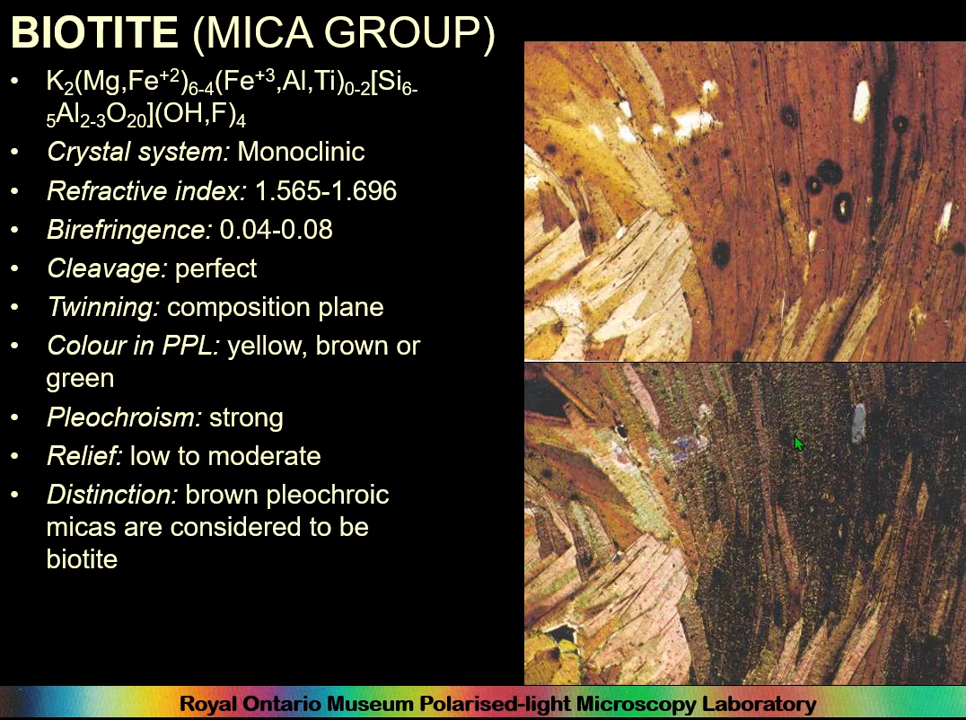 BIOTITE (MICA GROUP)
• K₂(Mg,Fe⁺²)₆₋₄(Fe⁺³,Al,Ti)₀₋₂[Si₆₋
₅Al₂₋₃O₂₀](OH,F)₄
• Crystal system: Monoclinic
• Refractive index: 1.565-1.696
• Birefringence: 0.04-0.08
• Cleavage: perfect
• Twinning: composition plane
• Colour in PPL: yellow, brown or
green
• Pleochroism: strong
• Relief: low to moderate
• Distinction: brown pleochroic
micas are considered to be
biotite
Royal Ontario Museum Polarised-light Microscopy Laboratory